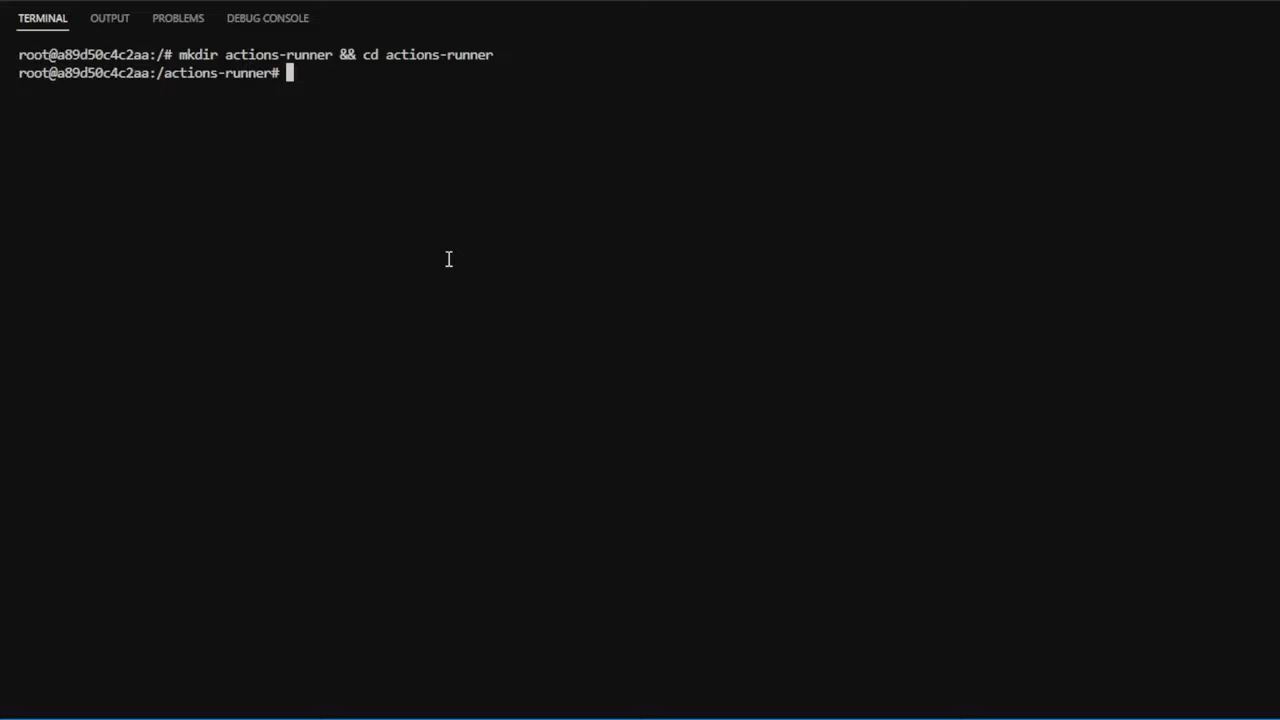 TERMINAL OUTPUT PROBLEMS DEBUG CONSOLE
root@a89d50c4c2aa:/# mkdir actions-runner && cd actions-runner
root@a89d50c4c2aa:/actions-runner#